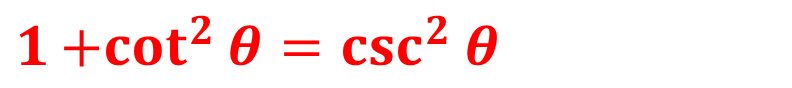 1 +cot² θ = csc² θ